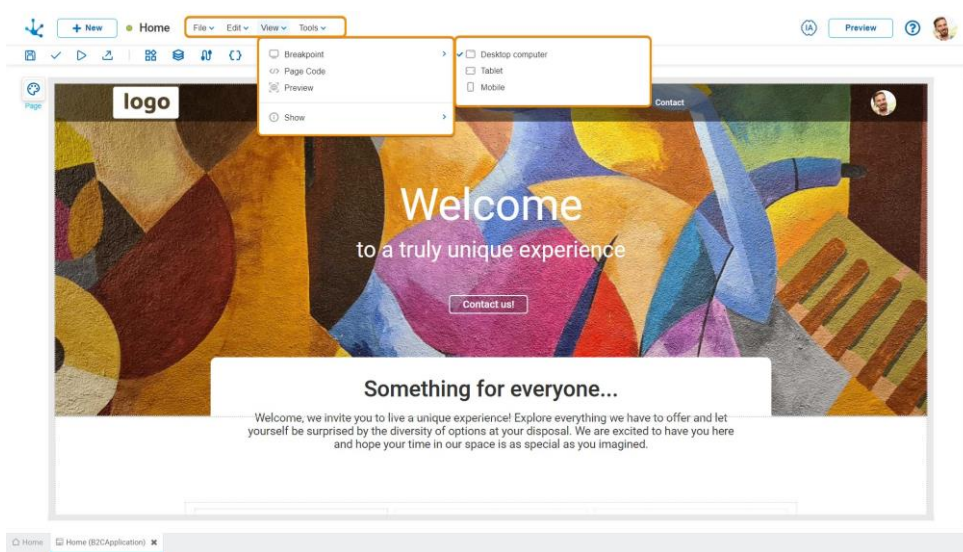 + New
Home
File
Edit
View
Tools
IA
Preview
?
Breakpoint
Page Code
Preview
Show
Desktop computer
Tablet
Mobile
Page
logo
Contact
Welcome
to a truly unique experience
Contact us!
Something for everyone...
Welcome, we invite you to live a unique experience! Explore everything we have to offer and let
yourself be surprised by the diversity of options at your disposal. We are excited to have you here
and hope your time in our space is as special as you imagined.
Home
Home (B2CApplication)